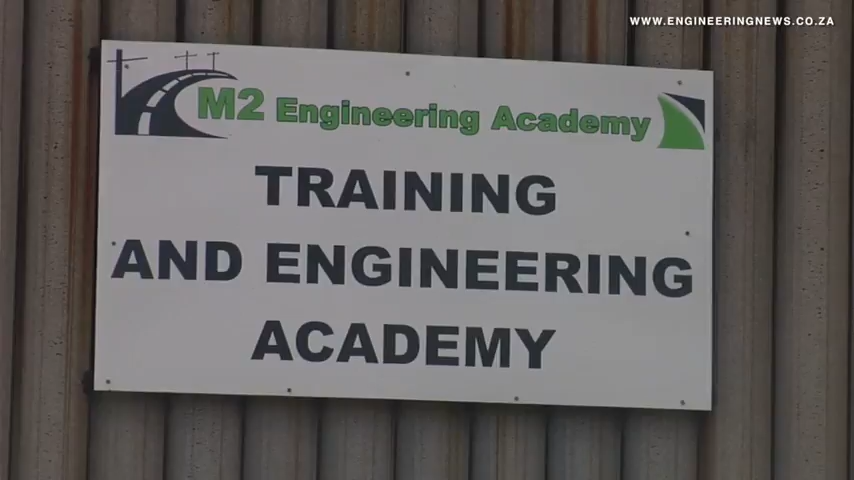 WWW.ENGINEERINGNEWS.CO.ZA
M2 Engineering Academy
TRAINING
AND ENGINEERING
ACADEMY